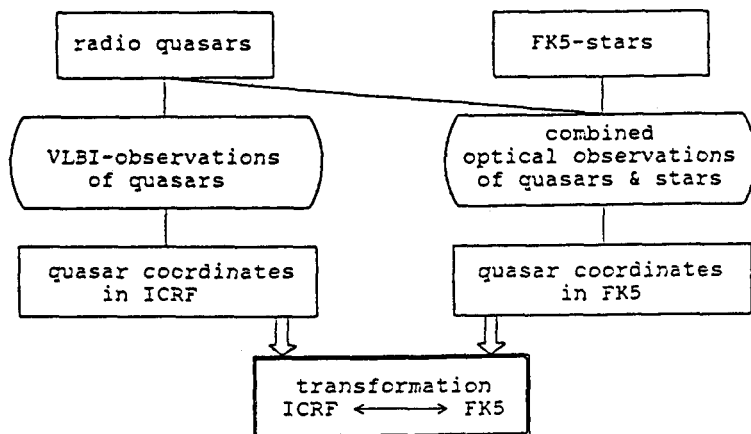 radio quasars
FK5-stars
VLBI-observations
of quasars
combined
optical observations
of quasars & stars
quasar coordinates
in ICRF
quasar coordinates
in FK5
transformation
ICRF ⟷ FK5